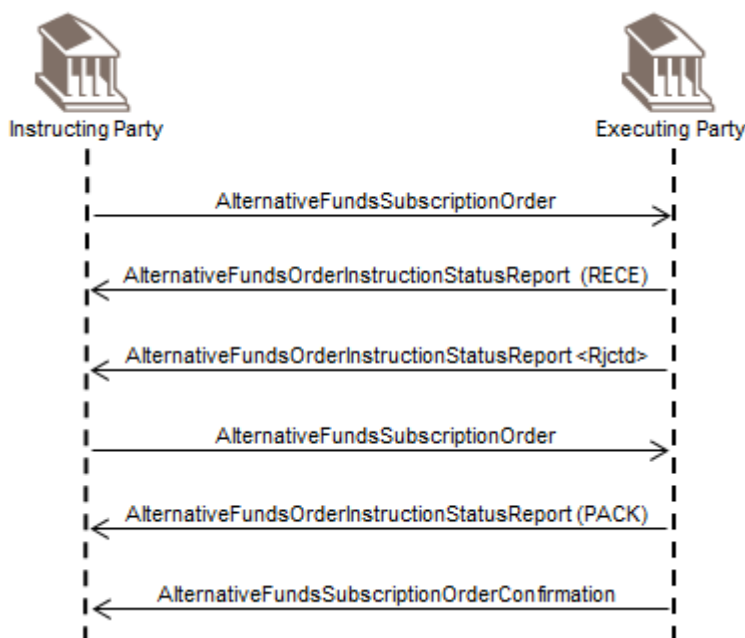 Instructing Party
Executing Party
AlternativeFundsSubscriptionOrder
AlternativeFundsOrderInstructionStatusReport (RECE)
AlternativeFundsOrderInstructionStatusReport <Rjctd>
AlternativeFundsSubscriptionOrder
AlternativeFundsOrderInstructionStatusReport (PACK)
AlternativeFundsSubscriptionOrderConfirmation